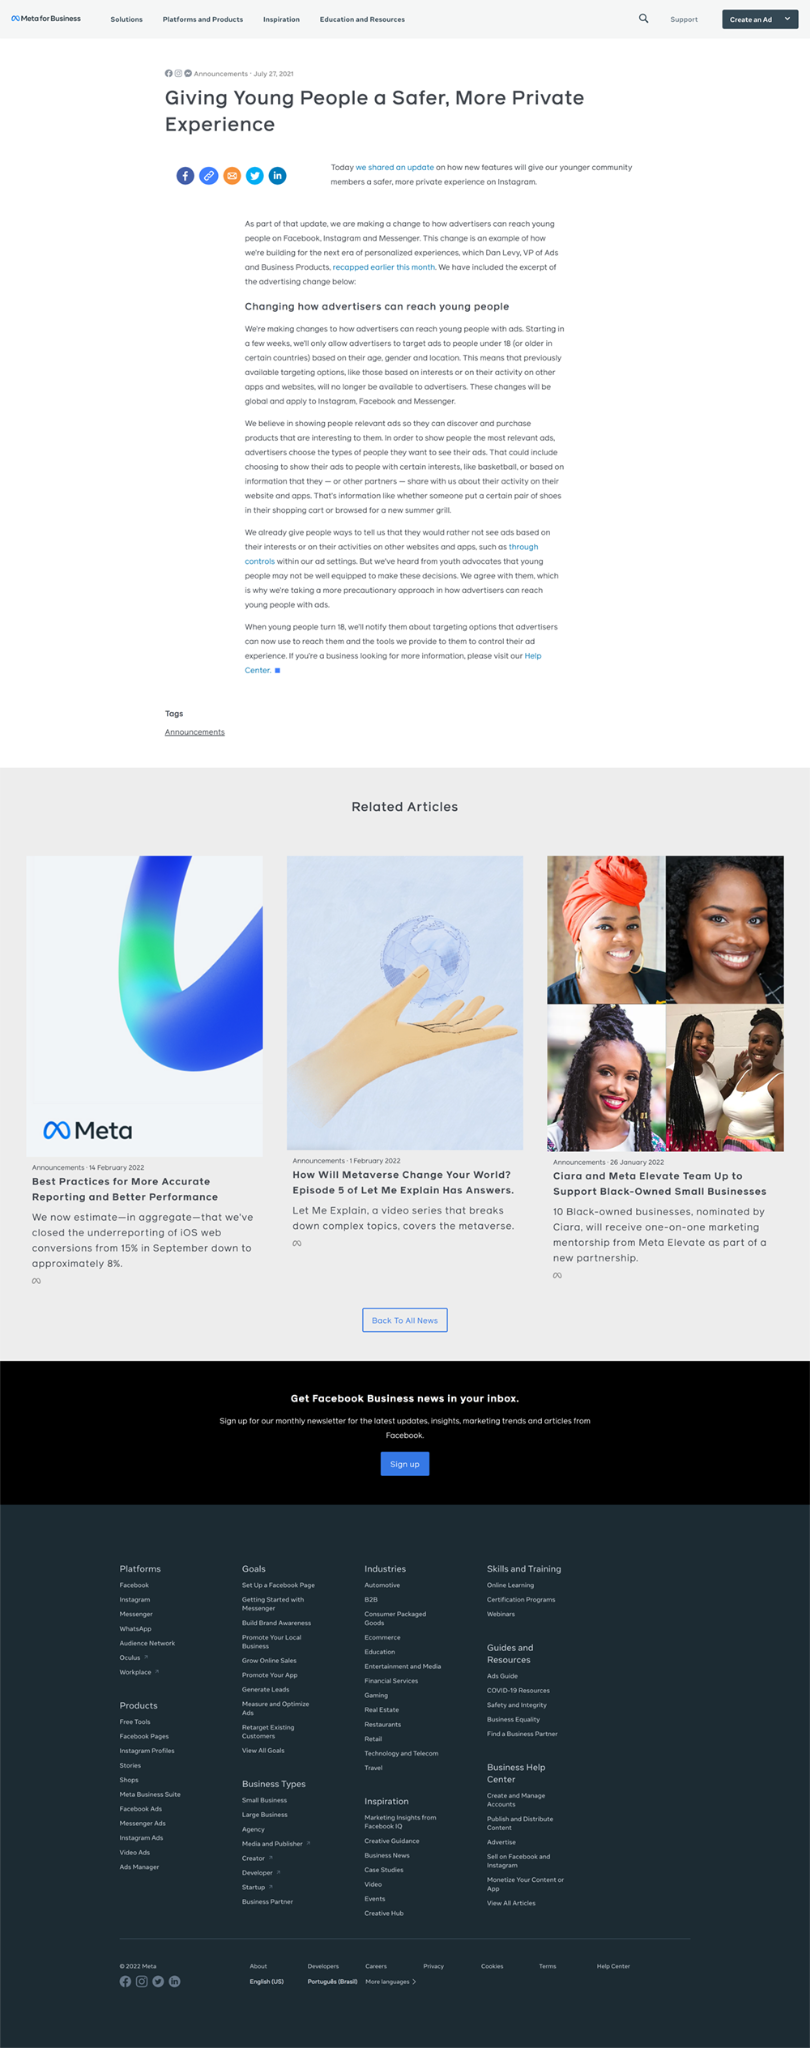 Meta for Business
Solutions
Platforms and Products
Inspiration
Education and Resources
Support
Create an Ad
Announcements · July 27, 2021
Giving Young People a Safer, More Private
Experience
Today we shared an update on how new features will give our younger community
members a safer, more private experience on Instagram.
As part of that update, we are making a change to how advertisers can reach young
people on Facebook, Instagram and Messenger. This change is an example of how
we're building for the next era of personalized experiences, which Dan Levy, VP of Ads
and Business Products, recapped earlier this month. We have included the excerpt of
the advertising change below:
Changing how advertisers can reach young people
We're making changes to how advertisers can reach young people with ads. Starting in
a few weeks, we'll only allow advertisers to target ads to people under 18 (or older in
certain countries) based on their age, gender and location. This means that previously
available targeting options, like those based on interests or on their activity on other
apps and websites, will no longer be available to advertisers. These changes will be
global and apply to Instagram, Facebook and Messenger.
We believe in showing people relevant ads so they can discover and purchase
products that are interesting to them. In order to show people the most relevant ads,
advertisers choose the types of people they want to see their ads. That could include
choosing to show their ads to people with certain interests, like basketball, or based on
information that they — or other partners — share with us about their activity on their
website and apps. That's information like whether someone put a certain pair of shoes
in their shopping cart or browsed for a new summer grill.
We already give people ways to tell us that they would rather not see ads based on
their interests or on their activities on other websites and apps, such as through
controls within our ad settings. But we've heard from youth advocates that young
people may not be well equipped to make these decisions. We agree with them, which
is why we're taking a more precautionary approach in how advertisers can reach
young people with ads.
When young people turn 18, we'll notify them about targeting options that advertisers
can now use to reach them and the tools we provide to them to control their ad
experience. If you're a business looking for more information, please visit our Help
Center.
Tags
Announcements
Related Articles
Meta
Announcements · 14 February 2022
Best Practices for More Accurate
Reporting and Better Performance
We now estimate—in aggregate—that we've
closed the underreporting of iOS web
conversions from 15% in September down to
approximately 8%.
Announcements · 1 February 2022
How Will Metaverse Change Your World?
Episode 5 of Let Me Explain Has Answers.
Let Me Explain, a video series that breaks
down complex topics, covers the metaverse.
Announcements · 26 January 2022
Ciara and Meta Elevate Team Up to
Support Black-Owned Small Businesses
10 Black-owned businesses, nominated by
Ciara, will receive one-on-one marketing
mentorship from Meta Elevate as part of a
new partnership.
Back To All News
Get Facebook Business news in your inbox.
Sign up for our monthly newsletter for the latest updates, insights, marketing trends and articles from
Facebook.
Sign up
Platforms
Facebook
Instagram
Messenger
WhatsApp
Audience Network
Oculus
Workplace
Products
Free Tools
Facebook Pages
Instagram Profiles
Stories
Shops
Meta Business Suite
Facebook Ads
Messenger Ads
Instagram Ads
Video Ads
Ads Manager
Goals
Set Up a Facebook Page
Getting Started with
Messenger
Build Brand Awareness
Promote Your Local
Business
Grow Online Sales
Promote Your App
Generate Leads
Measure and Optimize
Ads
Retarget Existing
Customers
View All Goals
Business Types
Small Business
Large Business
Agency
Media and Publisher
Creator
Developer
Startup
Business Partner
Industries
Automotive
B2B
Consumer Packaged
Goods
Ecommerce
Education
Entertainment and Media
Financial Services
Gaming
Real Estate
Restaurants
Retail
Technology and Telecom
Travel
Inspiration
Marketing Insights from
Facebook IQ
Creative Guidance
Business News
Case Studies
Video
Events
Creative Hub
Skills and Training
Online Learning
Certification Programs
Webinars
Guides and
Resources
Ads Guide
COVID-19 Resources
Safety and Integrity
Business Equality
Find a Business Partner
Business Help
Center
Create and Manage
Accounts
Publish and Distribute
Content
Advertise
Sell on Facebook and
Instagram
Monetize Your Content or
App
View All Articles
© 2022 Meta
About
Developers
Careers
Privacy
Cookies
Terms
Help Center
English (US)
Português (Brasil)
More languages